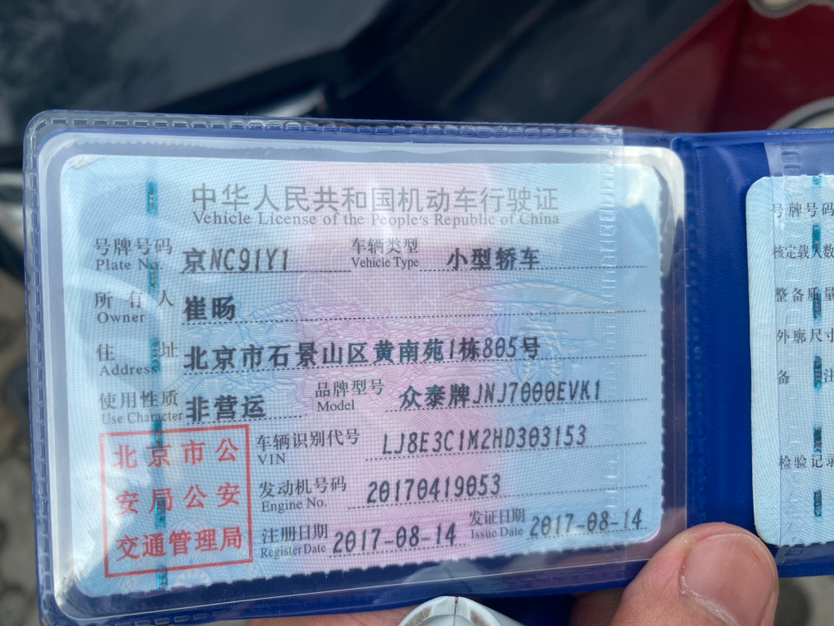 中华人民共和国机动车行驶证
Vehicle License of the People's Republic of China
号牌号码 京NC91Y1 车辆类型 小型轿车
Plate No. Vehicle Type
所有人 崔旸
Owner
住址 北京市石景山区黄南苑1栋805号
Address
使用性质 非营运 品牌型号 众泰牌JNJ7000EVK1
Use Character Model
北京市公
安局公安
交通管理局
车辆识别代号 LJ8E3C1M2HD303153
VIN
发动机号码 20170419053
Engine No.
注册日期 2017-08-14 发证日期 2017-08-14
Register Date Issue Date
号牌号码
核定载人数
整备质量
外廓尺寸
备注
检验记录